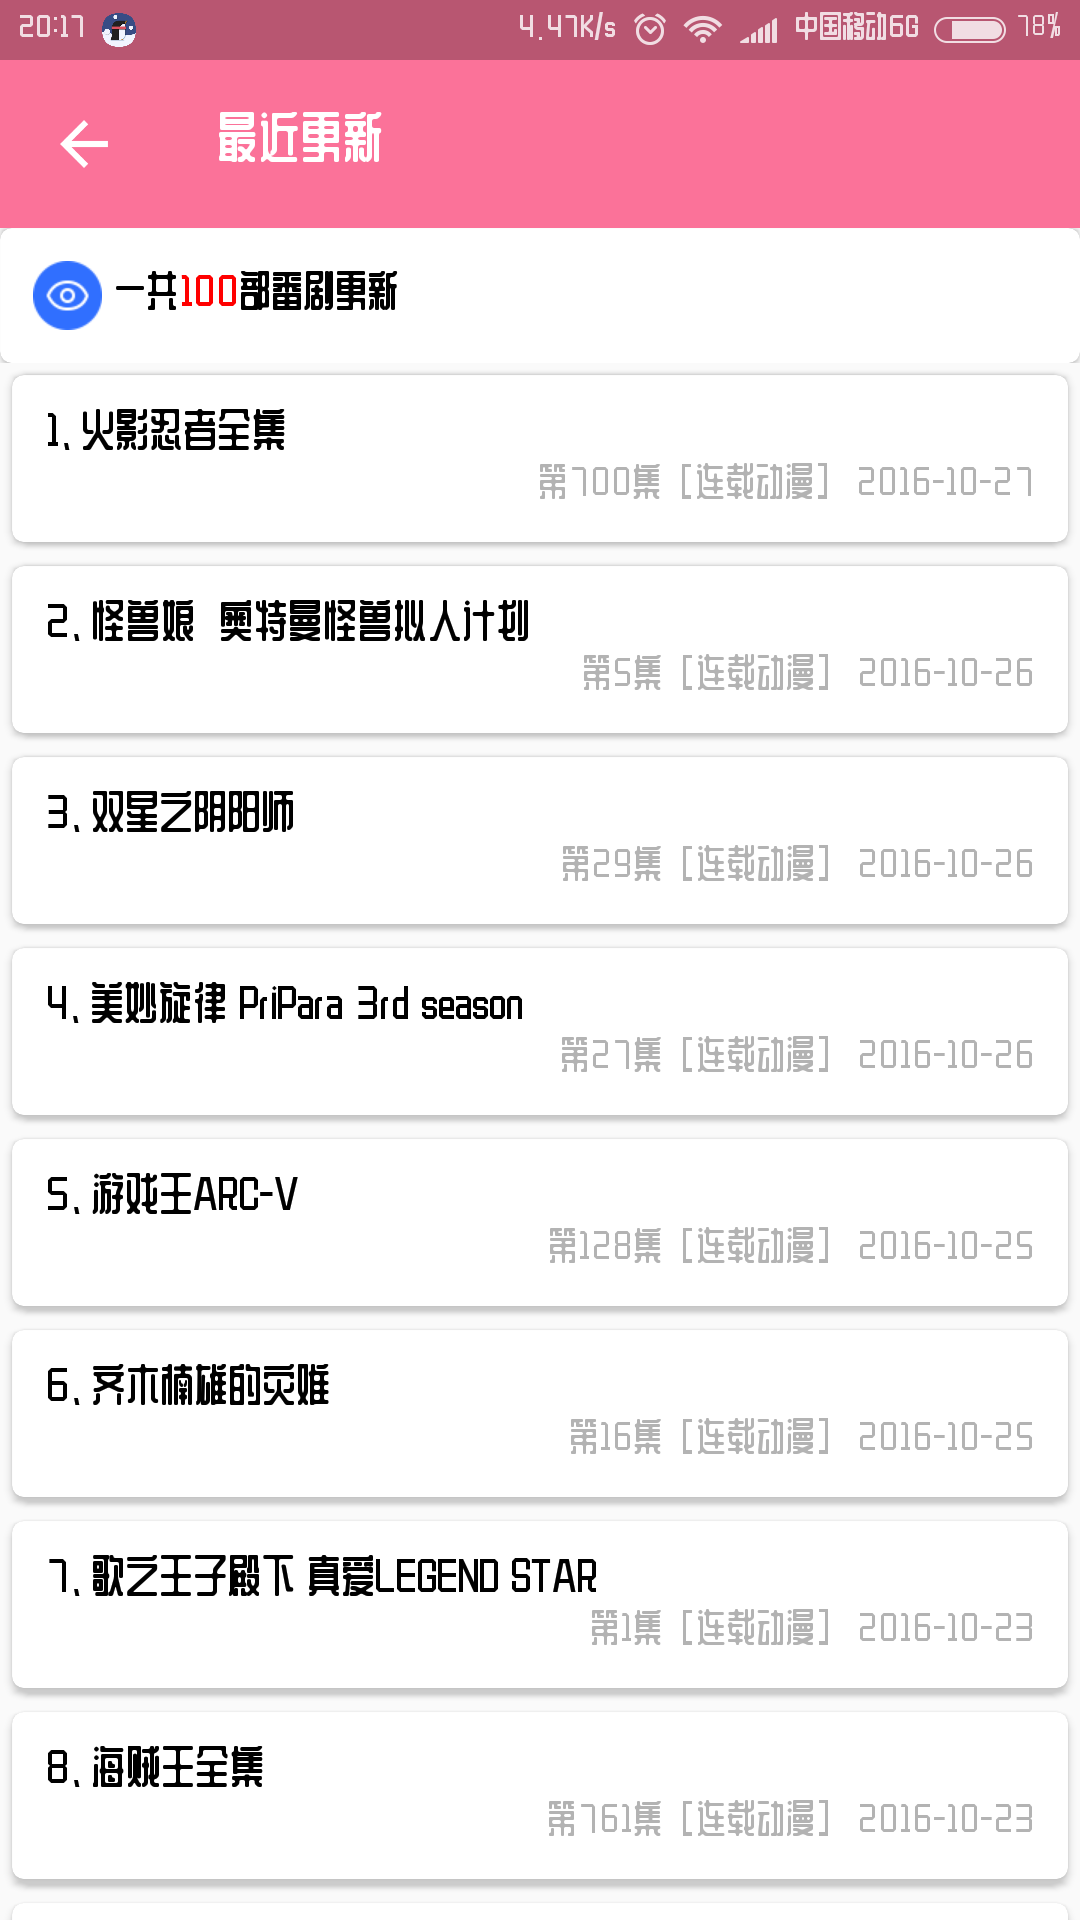 20:17 4.47K/s 中国移动6G 78%
最近更新
一共100部番剧更新
1、火影忍者全集
第700集 [连载动漫] 2016-10-27
2、怪兽娘 奥特曼怪兽拟人计划
第5集 [连载动漫] 2016-10-26
3、双星之阴阳师
第29集 [连载动漫] 2016-10-26
4、美妙旋律 PriPara 3rd season
第27集 [连载动漫] 2016-10-26
5、游戏王ARC-V
第128集 [连载动漫] 2016-10-25
6、齐木楠雄的灾难
第16集 [连载动漫] 2016-10-25
7、歌之王子殿下 真爱LEGEND STAR
第1集 [连载动漫] 2016-10-23
8、海贼王全集
第761集 [连载动漫] 2016-10-23